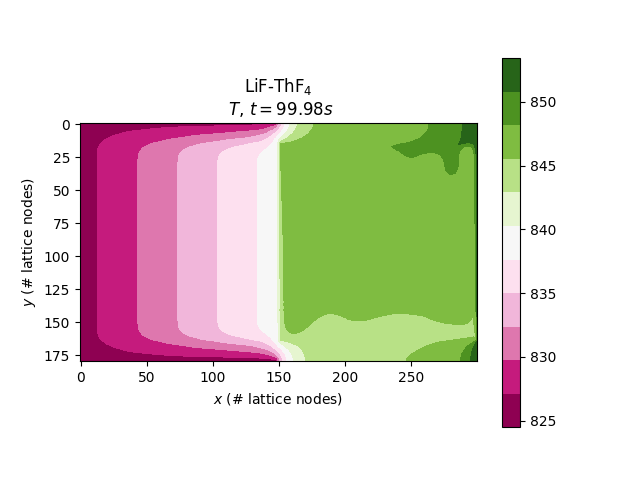 LiF-ThF₄
T, t = 99.98s
0
25
50
75
100
125
150
175
y (# lattice nodes)
0 50 100 150 200 250
x (# lattice nodes)
850
845
840
835
830
825